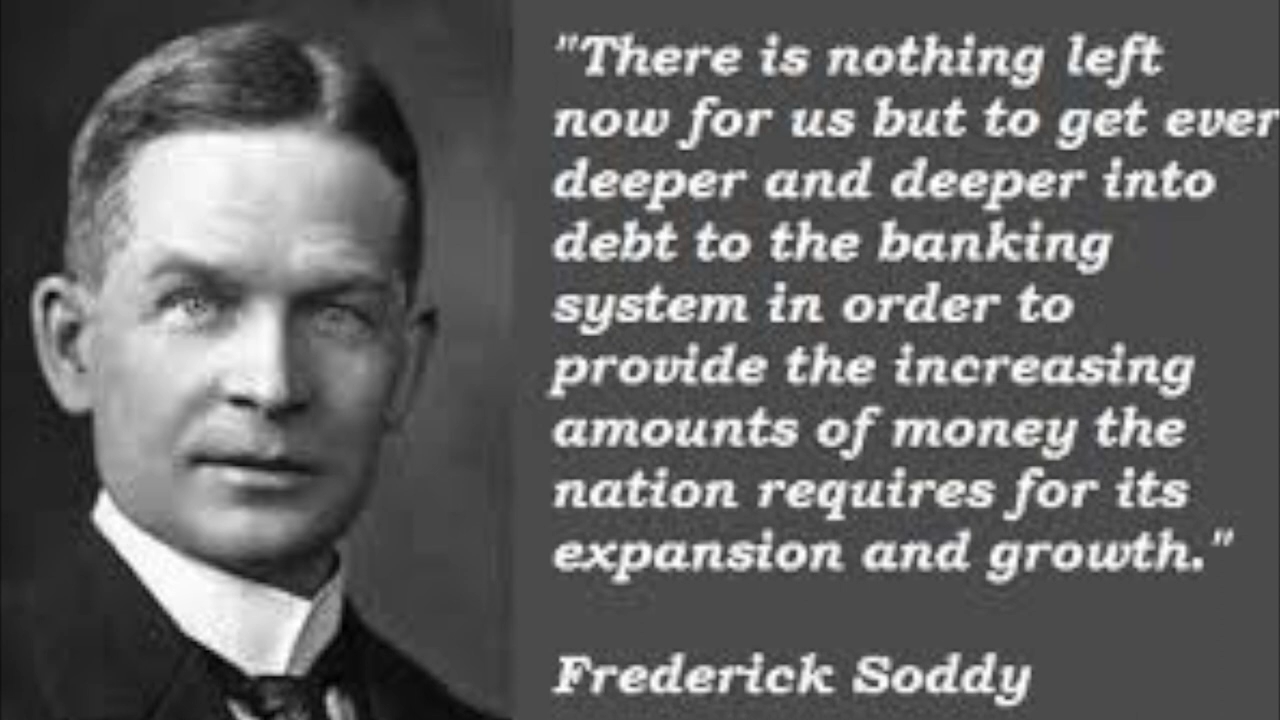 "There is nothing left
now for us but to get ever
deeper and deeper into
debt to the banking
system in order to
provide the increasing
amounts of money the
nation requires for its
expansion and growth."
Frederick Soddy